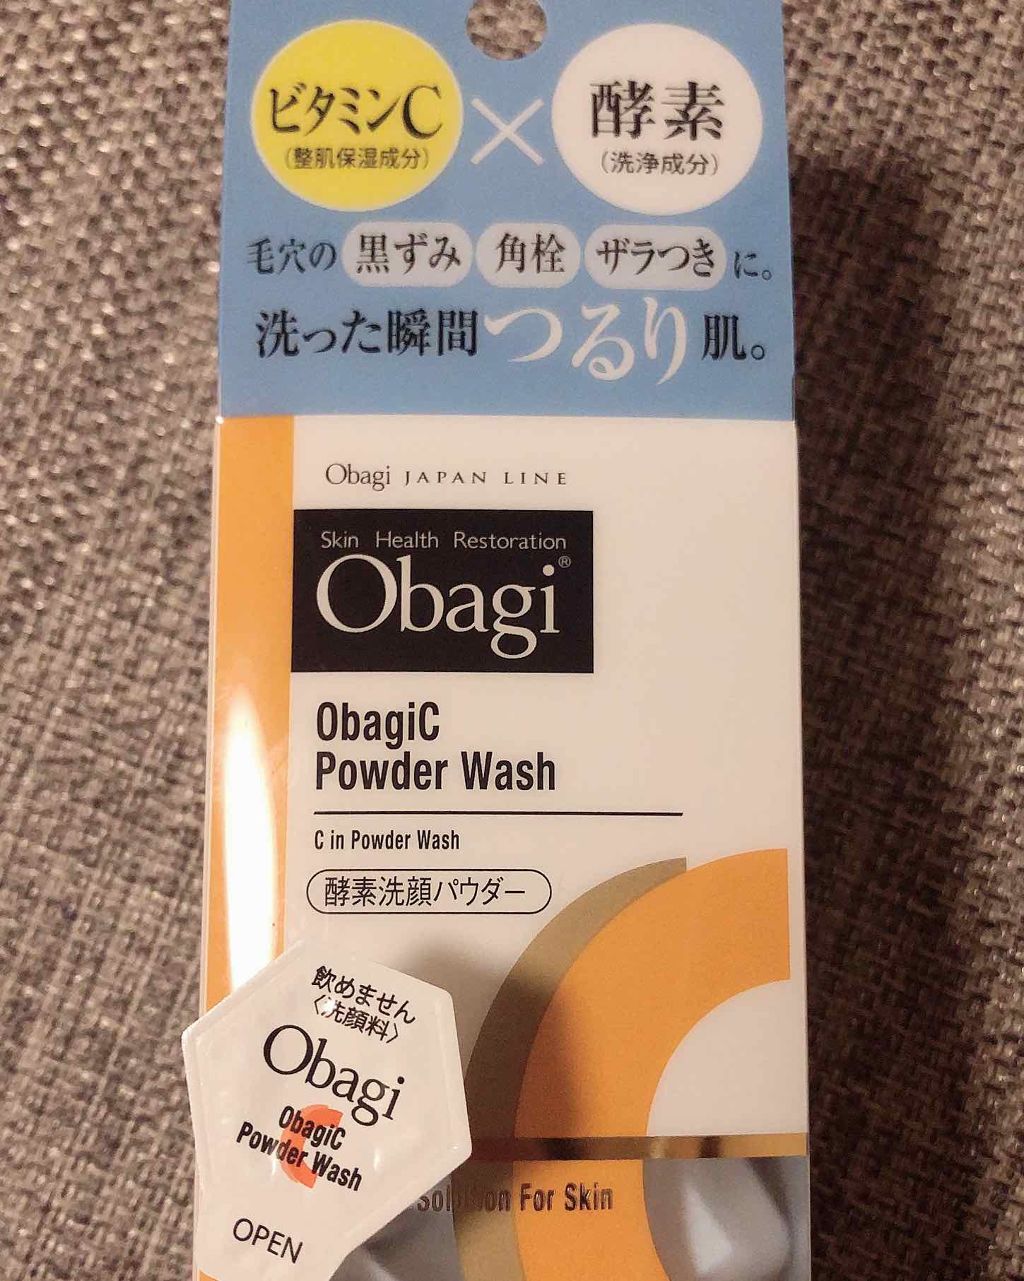 ビタミンC × 酵素
（整肌保湿成分） （洗浄成分）
毛穴の 黒ずみ 角栓 ザラつき に。
洗った瞬間つるり肌。
Obagi JAPAN LINE
Skin Health Restoration
Obagi®
ObagiC
Powder Wash
C in Powder Wash
酵素洗顔パウダー
飲めません
〈洗顔料〉
Obagi
ObagiC
Powder Wash
OPEN
Solution For Skin